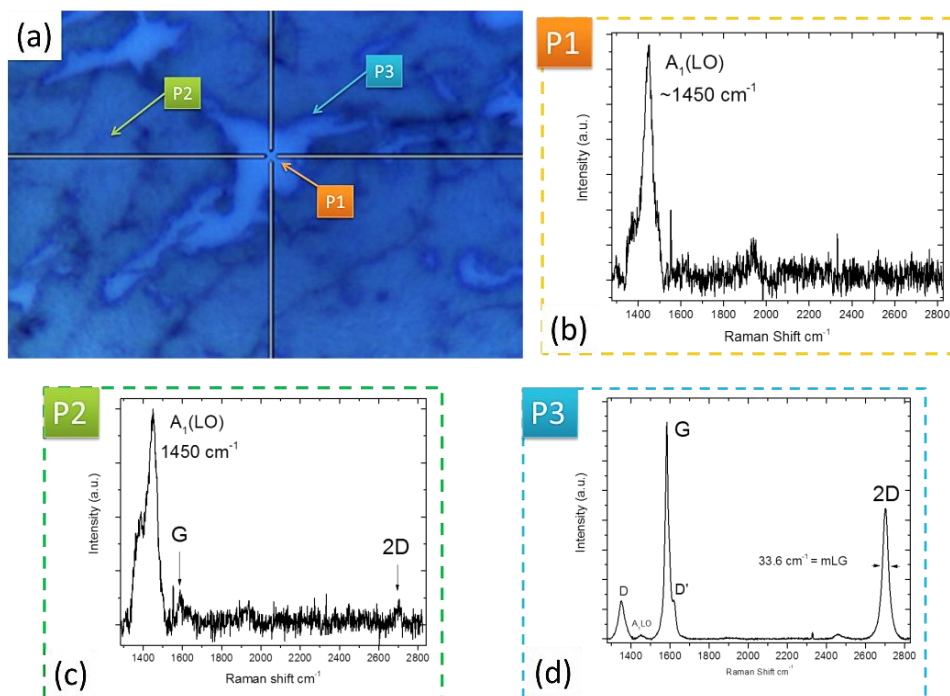 (a)
P2
P3
P1
P1
A₁(LO)
~1450 cm⁻¹
Intensity (a.u.)
1400 1600 1800 2000 2200 2400 2600 2800
Raman Shift cm⁻¹
(b)
P2
A₁(LO)
1450 cm⁻¹
G
2D
Intensity (a.u.)
1400 1600 1800 2000 2200 2400 2600 2800
Raman shift cm⁻¹
(c)
P3
G
2D
33.6 cm⁻¹ = mLG
D'
D
A₁LO
Intensity (a.u.)
1400 1600 1800 2000 2200 2400 2600 2800
Raman Shift cm⁻¹
(d)